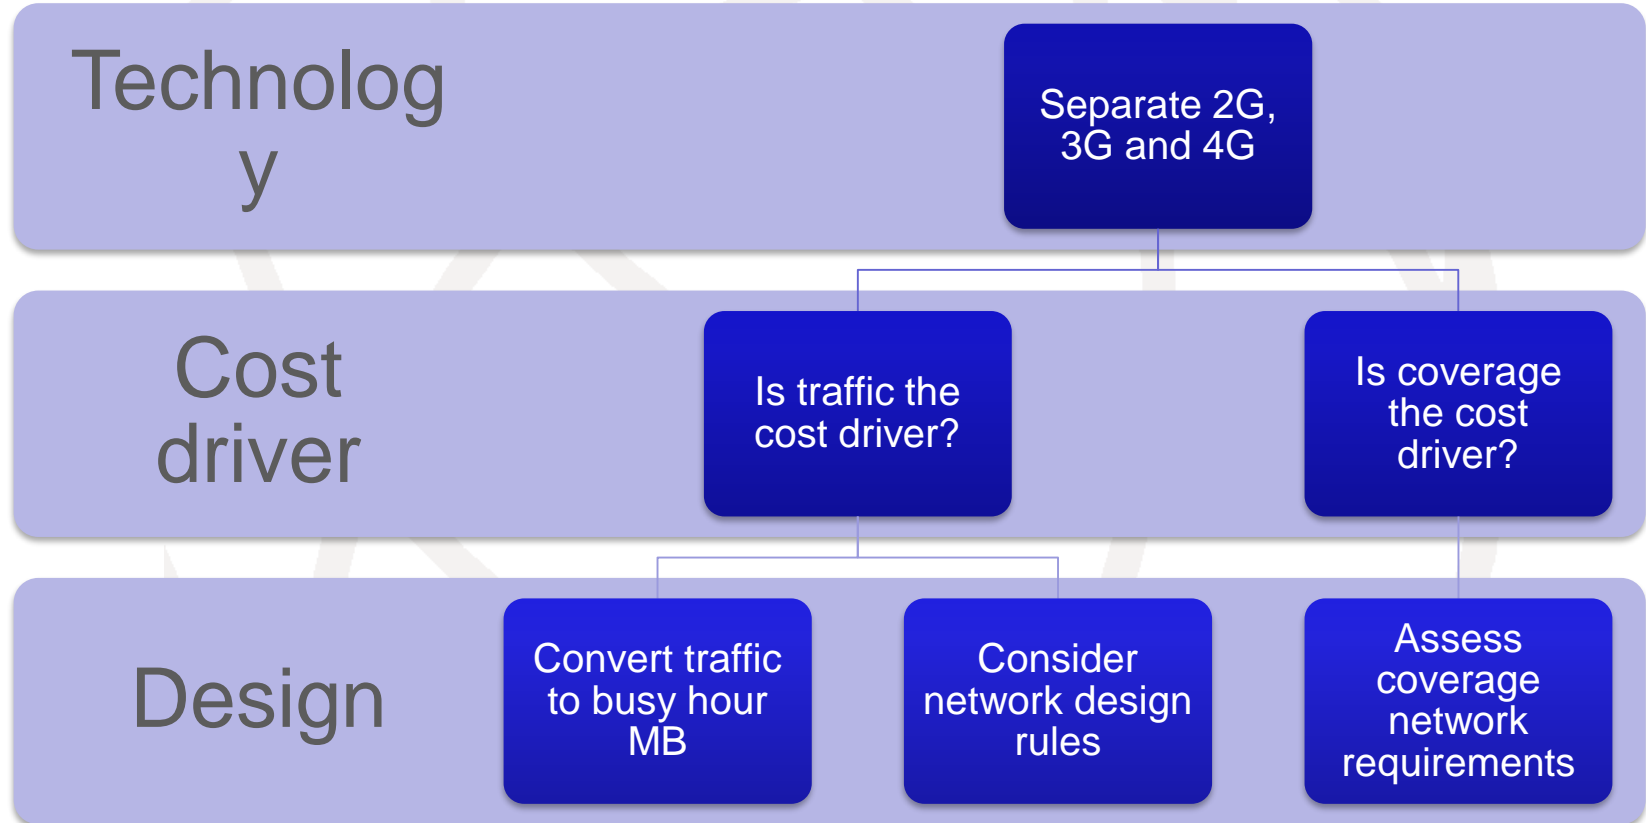 Technolog
y
Separate 2G,
3G and 4G
Cost
driver
Is traffic the
cost driver?
Is coverage
the cost
driver?
Design
Convert traffic
to busy hour
MB
Consider
network design
rules
Assess
coverage
network
requirements